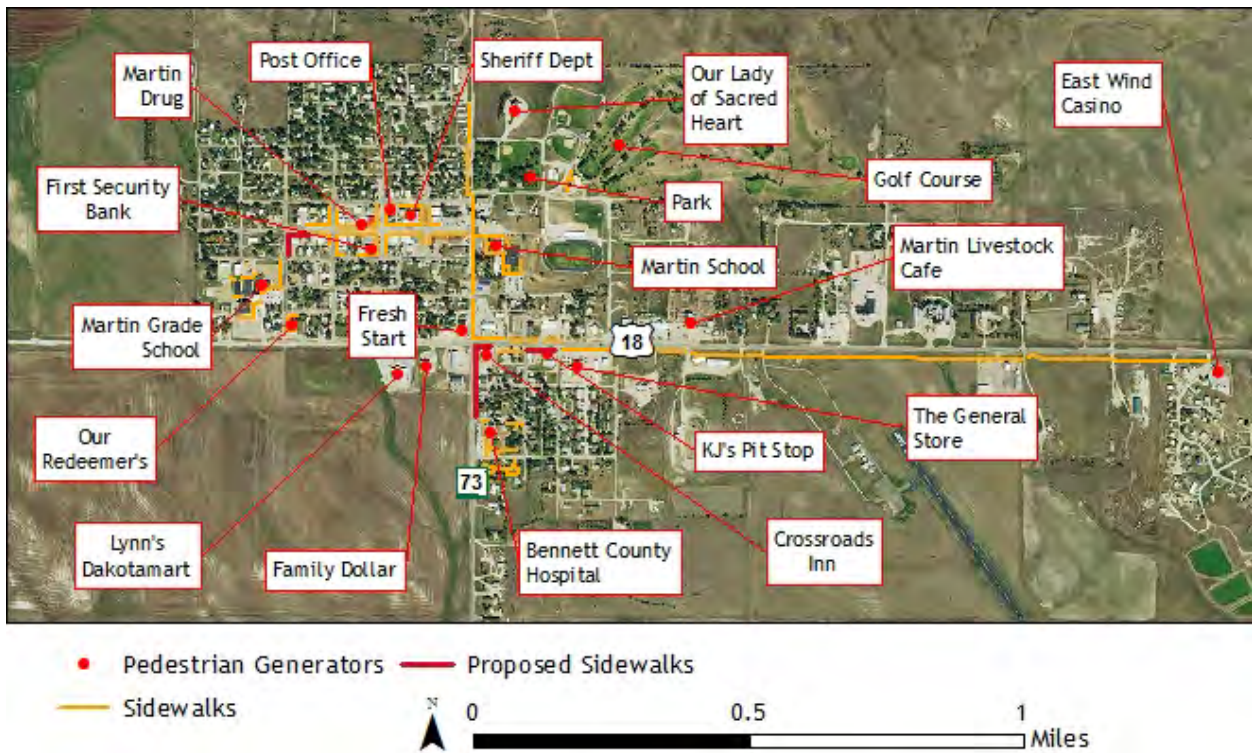 Martin
Drug
Post Office
Sheriff Dept
Our Lady
of Sacred
Heart
East Wind
Casino
First Security
Bank
Park
Golf Course
Martin School
Martin Livestock
Cafe
Martin Grade
School
Fresh
Start
18
Our
Redeemer's
73
KJ's Pit Stop
The General
Store
Lynn's
Dakotamart
Family Dollar
Bennett County
Hospital
Crossroads
Inn
Pedestrian Generators
Proposed Sidewalks
Sidewalks
N
0
0.5
1
Miles